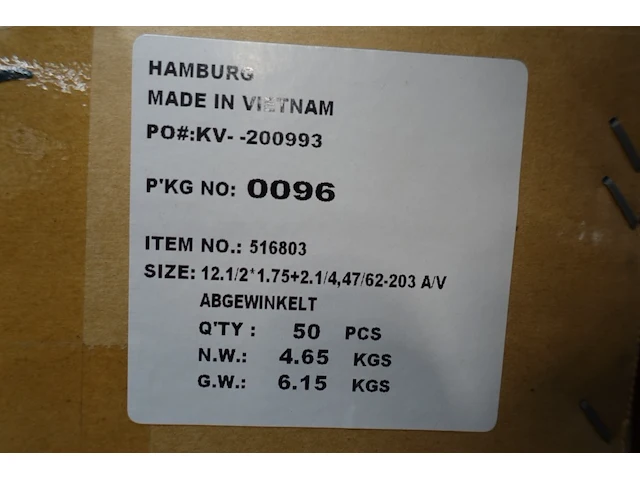 HAMBURG
MADE IN VIETNAM
PO#:KV- -200993
P'KG NO: 0096
ITEM NO.: 516803
SIZE: 12.1/2*1.75+2.1/4,47/62-203 A/V
ABGEWINKELT
Q'TY : 50 PCS
N.W.: 4.65 KGS
G.W.: 6.15 KGS